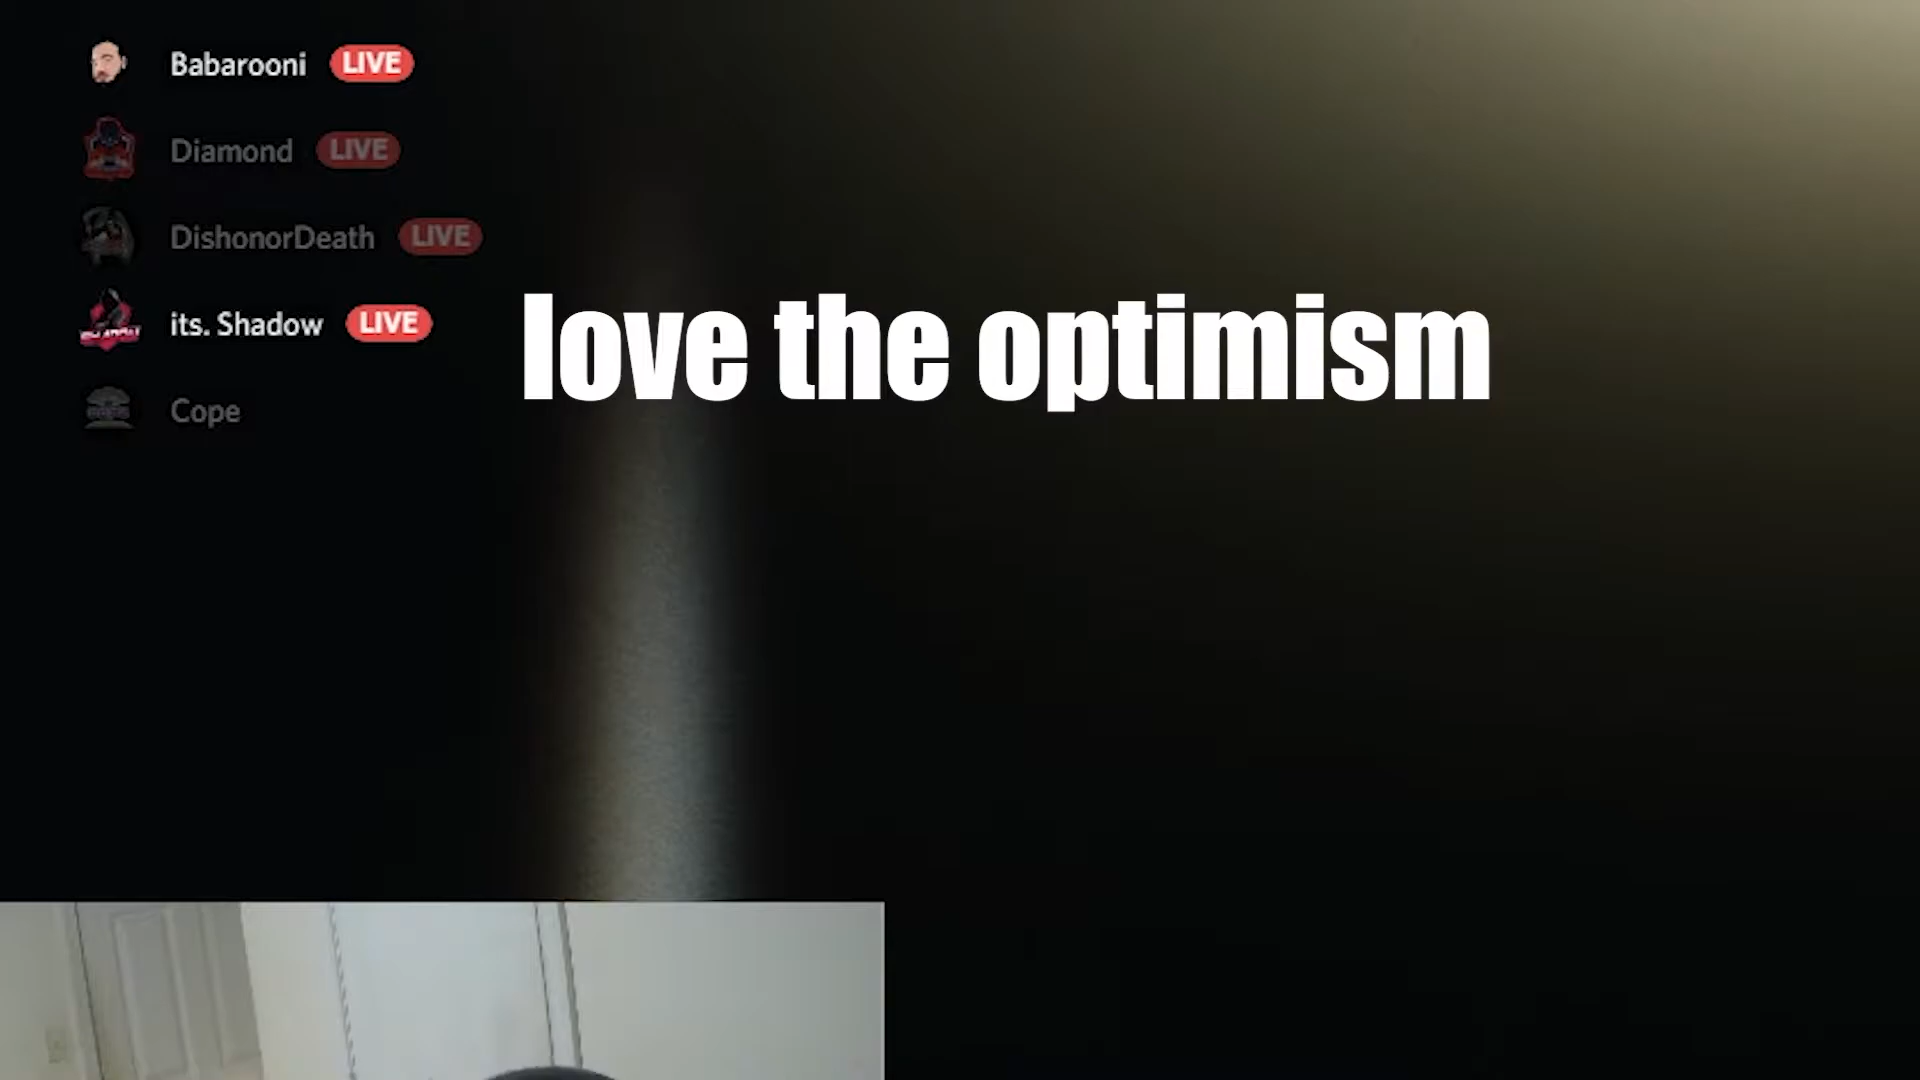 Babarooni LIVE
Diamond LIVE
DishonorDeath LIVE
its. Shadow LIVE
love the optimism
Cope